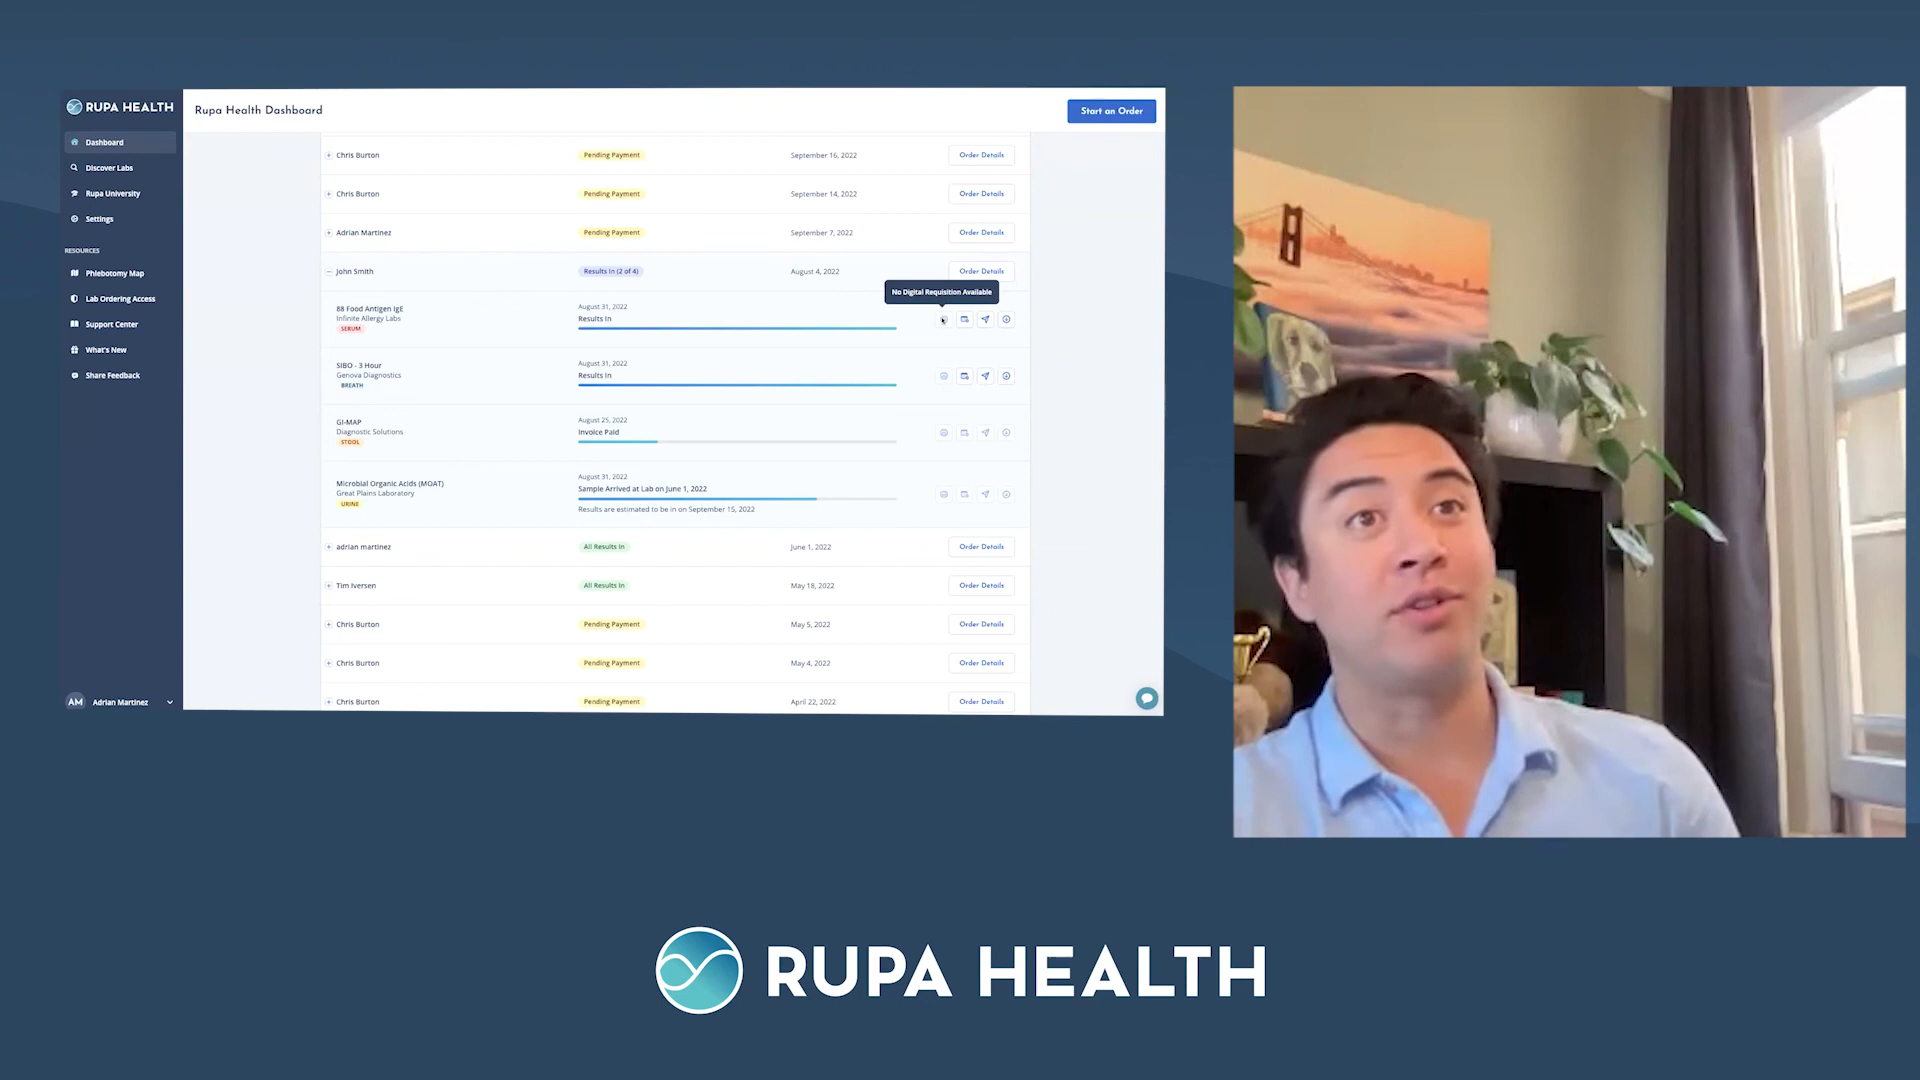 RUPA HEALTH
Dashboard
Discover Labs
Rupa University
Settings
RESOURCES
Phlebotomy Map
Lab Ordering Access
Support Center
What's New
Share Feedback
AM Adrian Martinez
Rupa Health Dashboard
Start an Order
Chris Burton Pending Payment September 16, 2022 Order Details
Chris Burton Pending Payment September 14, 2022 Order Details
Adrian Martinez Pending Payment September 7, 2022 Order Details
John Smith Results In (2 of 4) August 4, 2022 Order Details
No Digital Requisition Available
88 Food Antigen IgE
Infinite Allergy Labs
SERUM
August 31, 2022
Results In
SIBO - 3 Hour
Genova Diagnostics
BREATH
August 31, 2022
Results In
GI-MAP
Diagnostic Solutions
STOOL
August 25, 2022
Invoice Paid
Microbial Organic Acids (MOAT)
Great Plains Laboratory
URINE
August 31, 2022
Sample Arrived at Lab on June 1, 2022
Results are estimated to be in on September 15, 2022
adrian martinez All Results In June 1, 2022 Order Details
Tim Iversen All Results In May 18, 2022 Order Details
Chris Burton Pending Payment May 5, 2022 Order Details
Chris Burton Pending Payment May 4, 2022 Order Details
Chris Burton Pending Payment April 22, 2022 Order Details
RUPA HEALTH